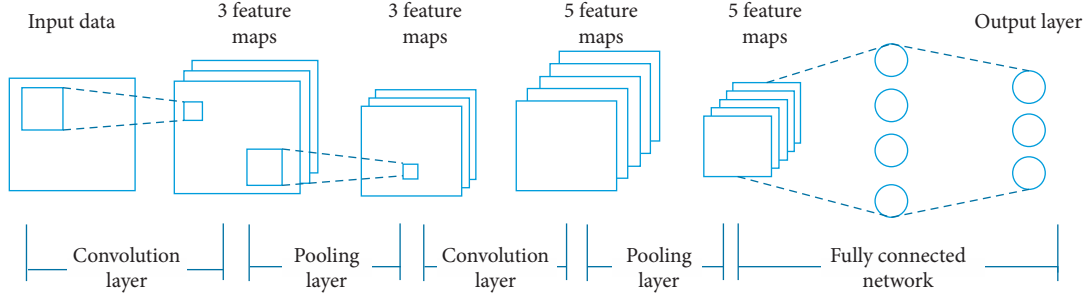 Input data
3 feature
maps
3 feature
maps
5 feature
maps
5 feature
maps
Output layer
Convolution
layer
Pooling
layer
Convolution
layer
Pooling
layer
Fully connected
network